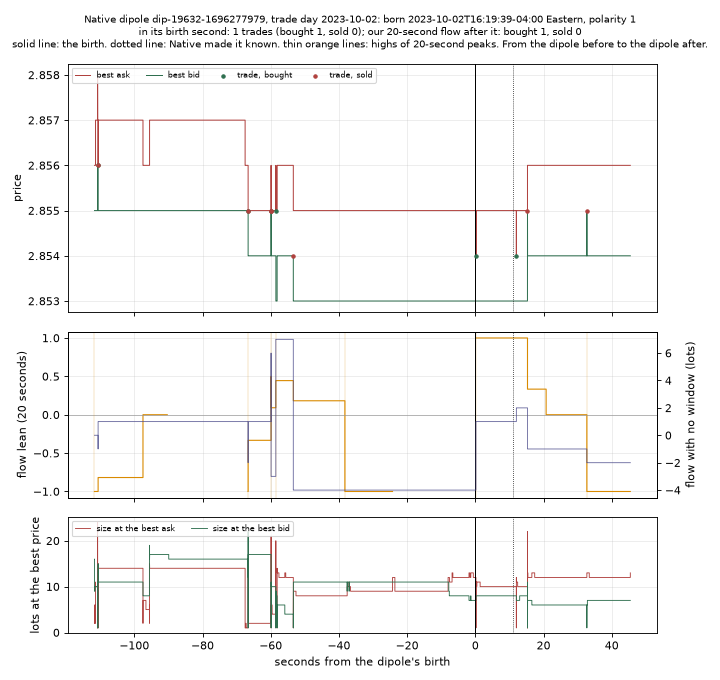 Native dipole dip-19632-1696277979, trade day 2023-10-02: born 2023-10-02T16:19:39-04:00 Eastern, polarity 1
in its birth second: 1 trades (bought 1, sold 0); our 20-second flow after it: bought 1, sold 0
solid line: the birth. dotted line: Native made it known. thin orange lines: highs of 20-second peaks. From the dipole before to the dipole after.
best ask
best bid
trade, bought
trade, sold
2.858
2.857
2.856
2.855
2.854
2.853
price
1.0
0.5
0.0
−0.5
−1.0
flow lean (20 seconds)
6
4
2
0
−2
−4
flow with no window (lots)
size at the best ask
size at the best bid
20
10
0
lots at the best price
−100
−80
−60
−40
−20
0
20
40
seconds from the dipole's birth